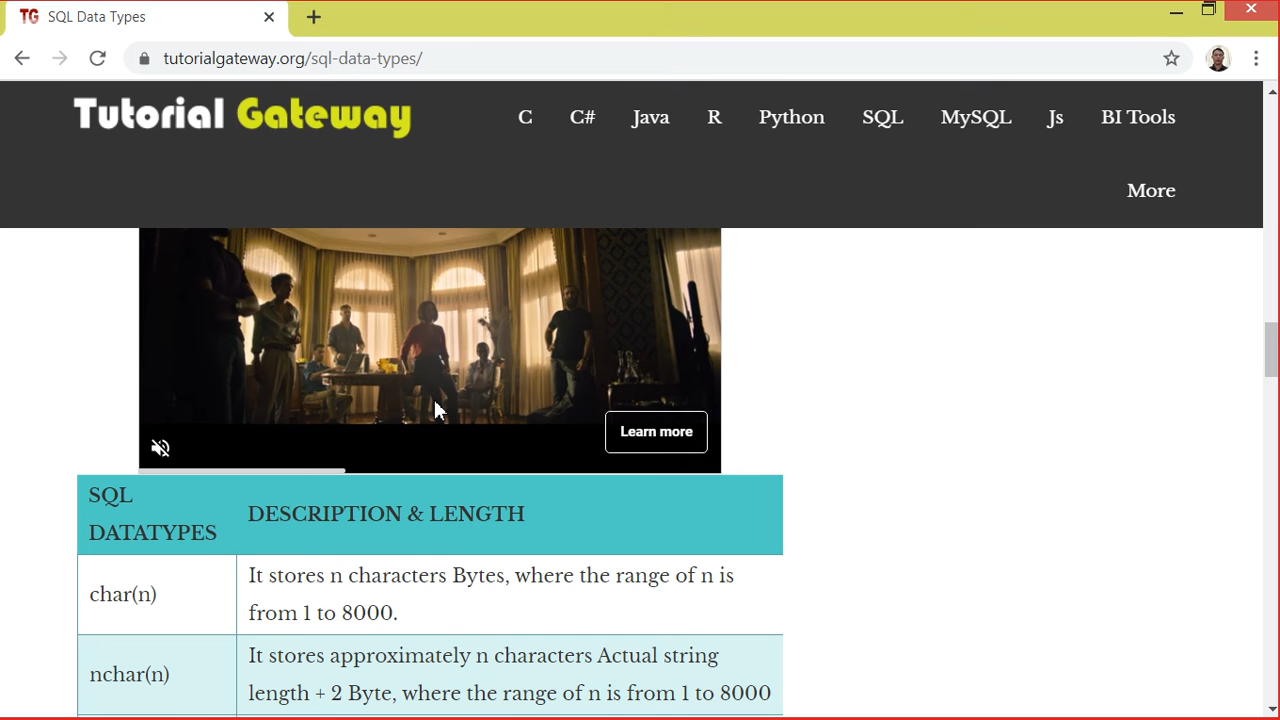 TG SQL Data Types
tutorialgateway.org/sql-data-types/
Tutorial Gateway
C C# Java R Python SQL MySQL Js BI Tools
More
Learn more
SQL
DATATYPES
DESCRIPTION & LENGTH
char(n)
It stores n characters Bytes, where the range of n is
from 1 to 8000.
nchar(n)
It stores approximately n characters Actual string
length + 2 Byte, where the range of n is from 1 to 8000